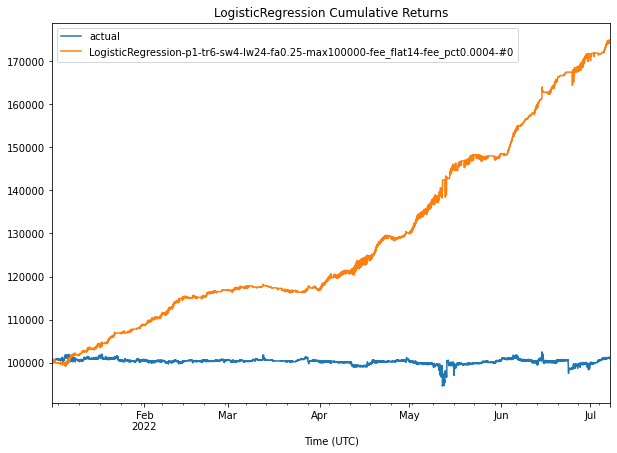 LogisticRegression Cumulative Returns
actual
LogisticRegression-p1-tr6-sw4-lw24-fa0.25-max100000-fee_flat14-fee_pct0.0004-#0
170000
160000
150000
140000
130000
120000
110000
100000
Feb
2022
Mar
Apr
May
Jun
Jul
Time (UTC)